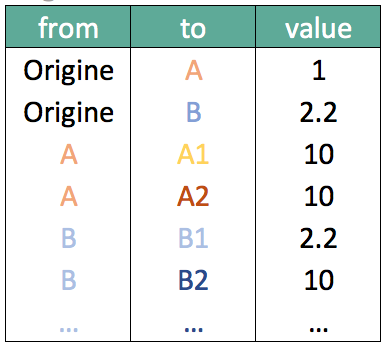 from to value
Origine A 1
Origine B 2.2
A A1 10
A A2 10
B B1 2.2
B B2 10
... ... ...